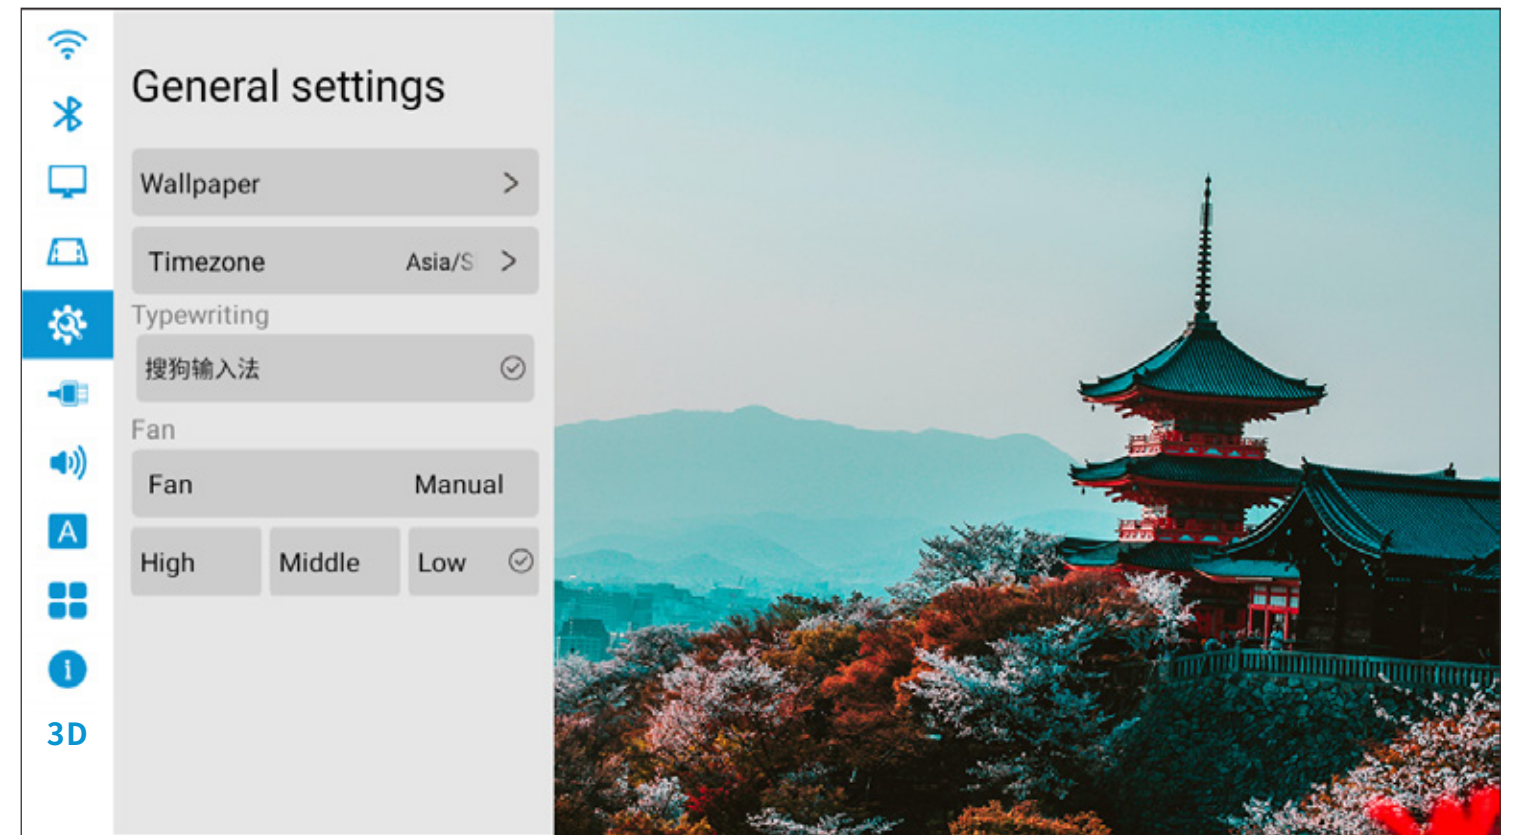 General settings
Wallpaper
Timezone Asia/S
Typewriting
搜狗输入法
Fan
Fan Manual
High Middle Low
A
3D